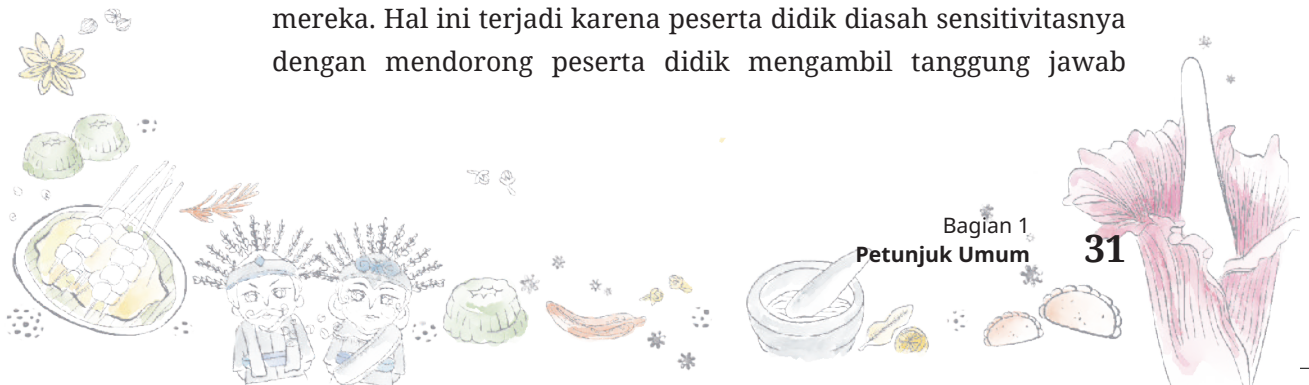 mereka. Hal ini terjadi karena peserta didik diasah sensitivitasnya
dengan mendorong peserta didik mengambil tanggung jawab
Bagian 1
Petunjuk Umum
31